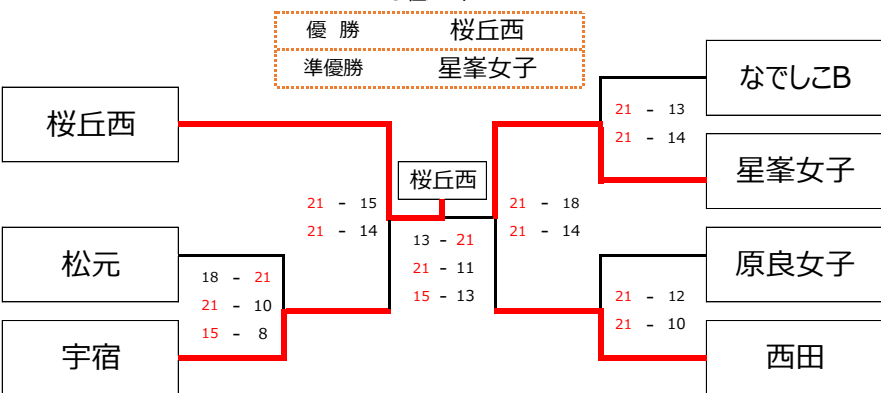 優 勝 桜丘西
準優勝 星峯女子
桜丘西
松元
宇宿
18 - 21
21 - 10
15 - 8
21 - 15
21 - 14
桜丘西
13 - 21
21 - 11
15 - 13
21 - 18
21 - 14
21 - 13
21 - 14
21 - 12
21 - 10
なでしこB
星峯女子
原良女子
西田